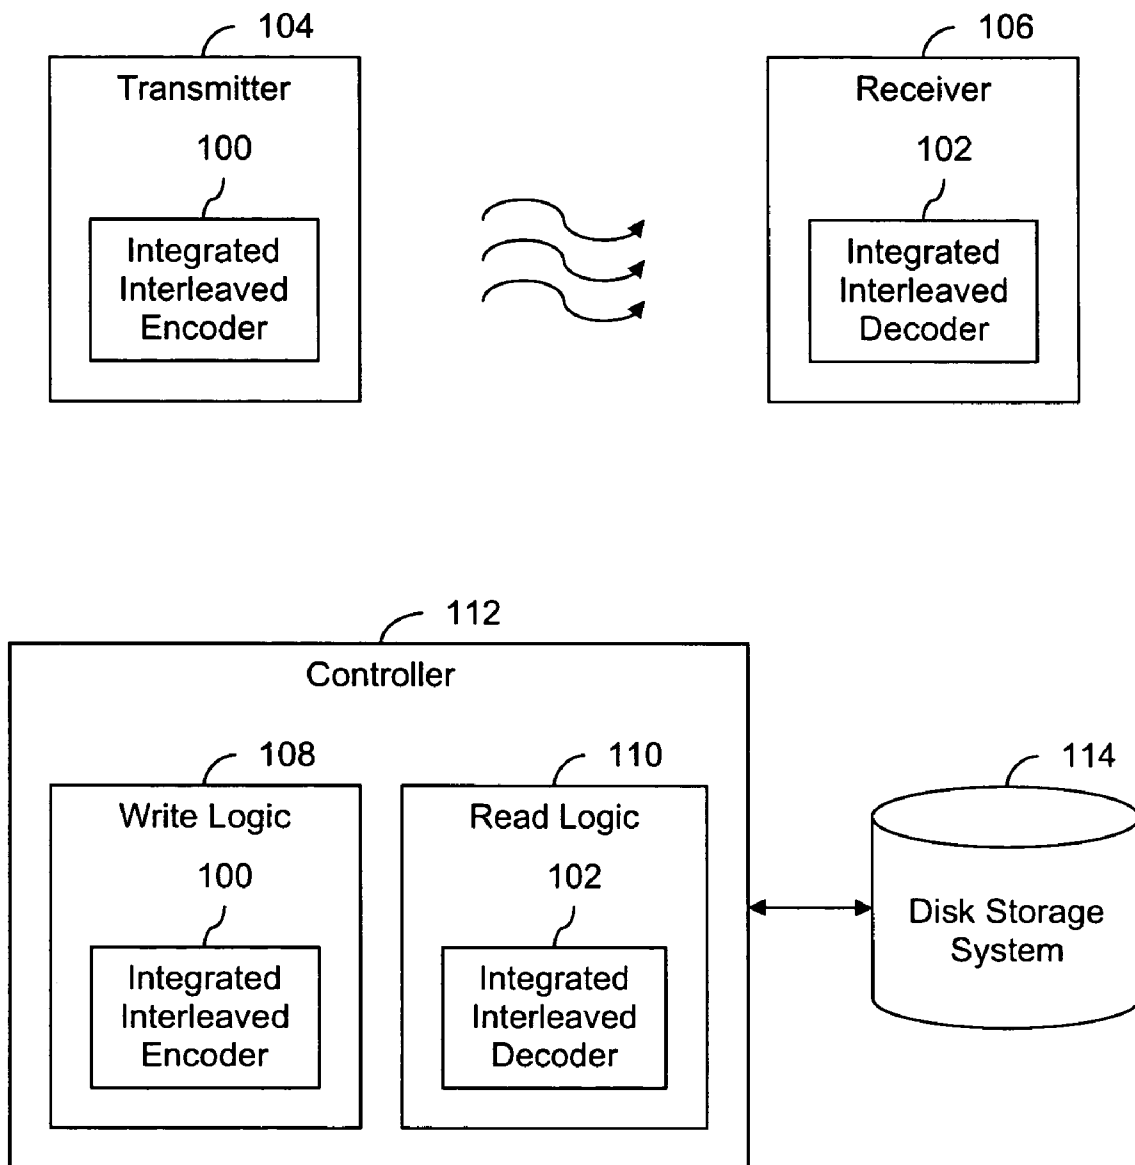 104
106
Transmitter
Receiver
100
102
Integrated
Interleaved
Encoder
Integrated
Interleaved
Decoder
112
Controller
108
110
114
Write Logic
Read Logic
100
102
Integrated
Interleaved
Encoder
Integrated
Interleaved
Decoder
Disk Storage
System